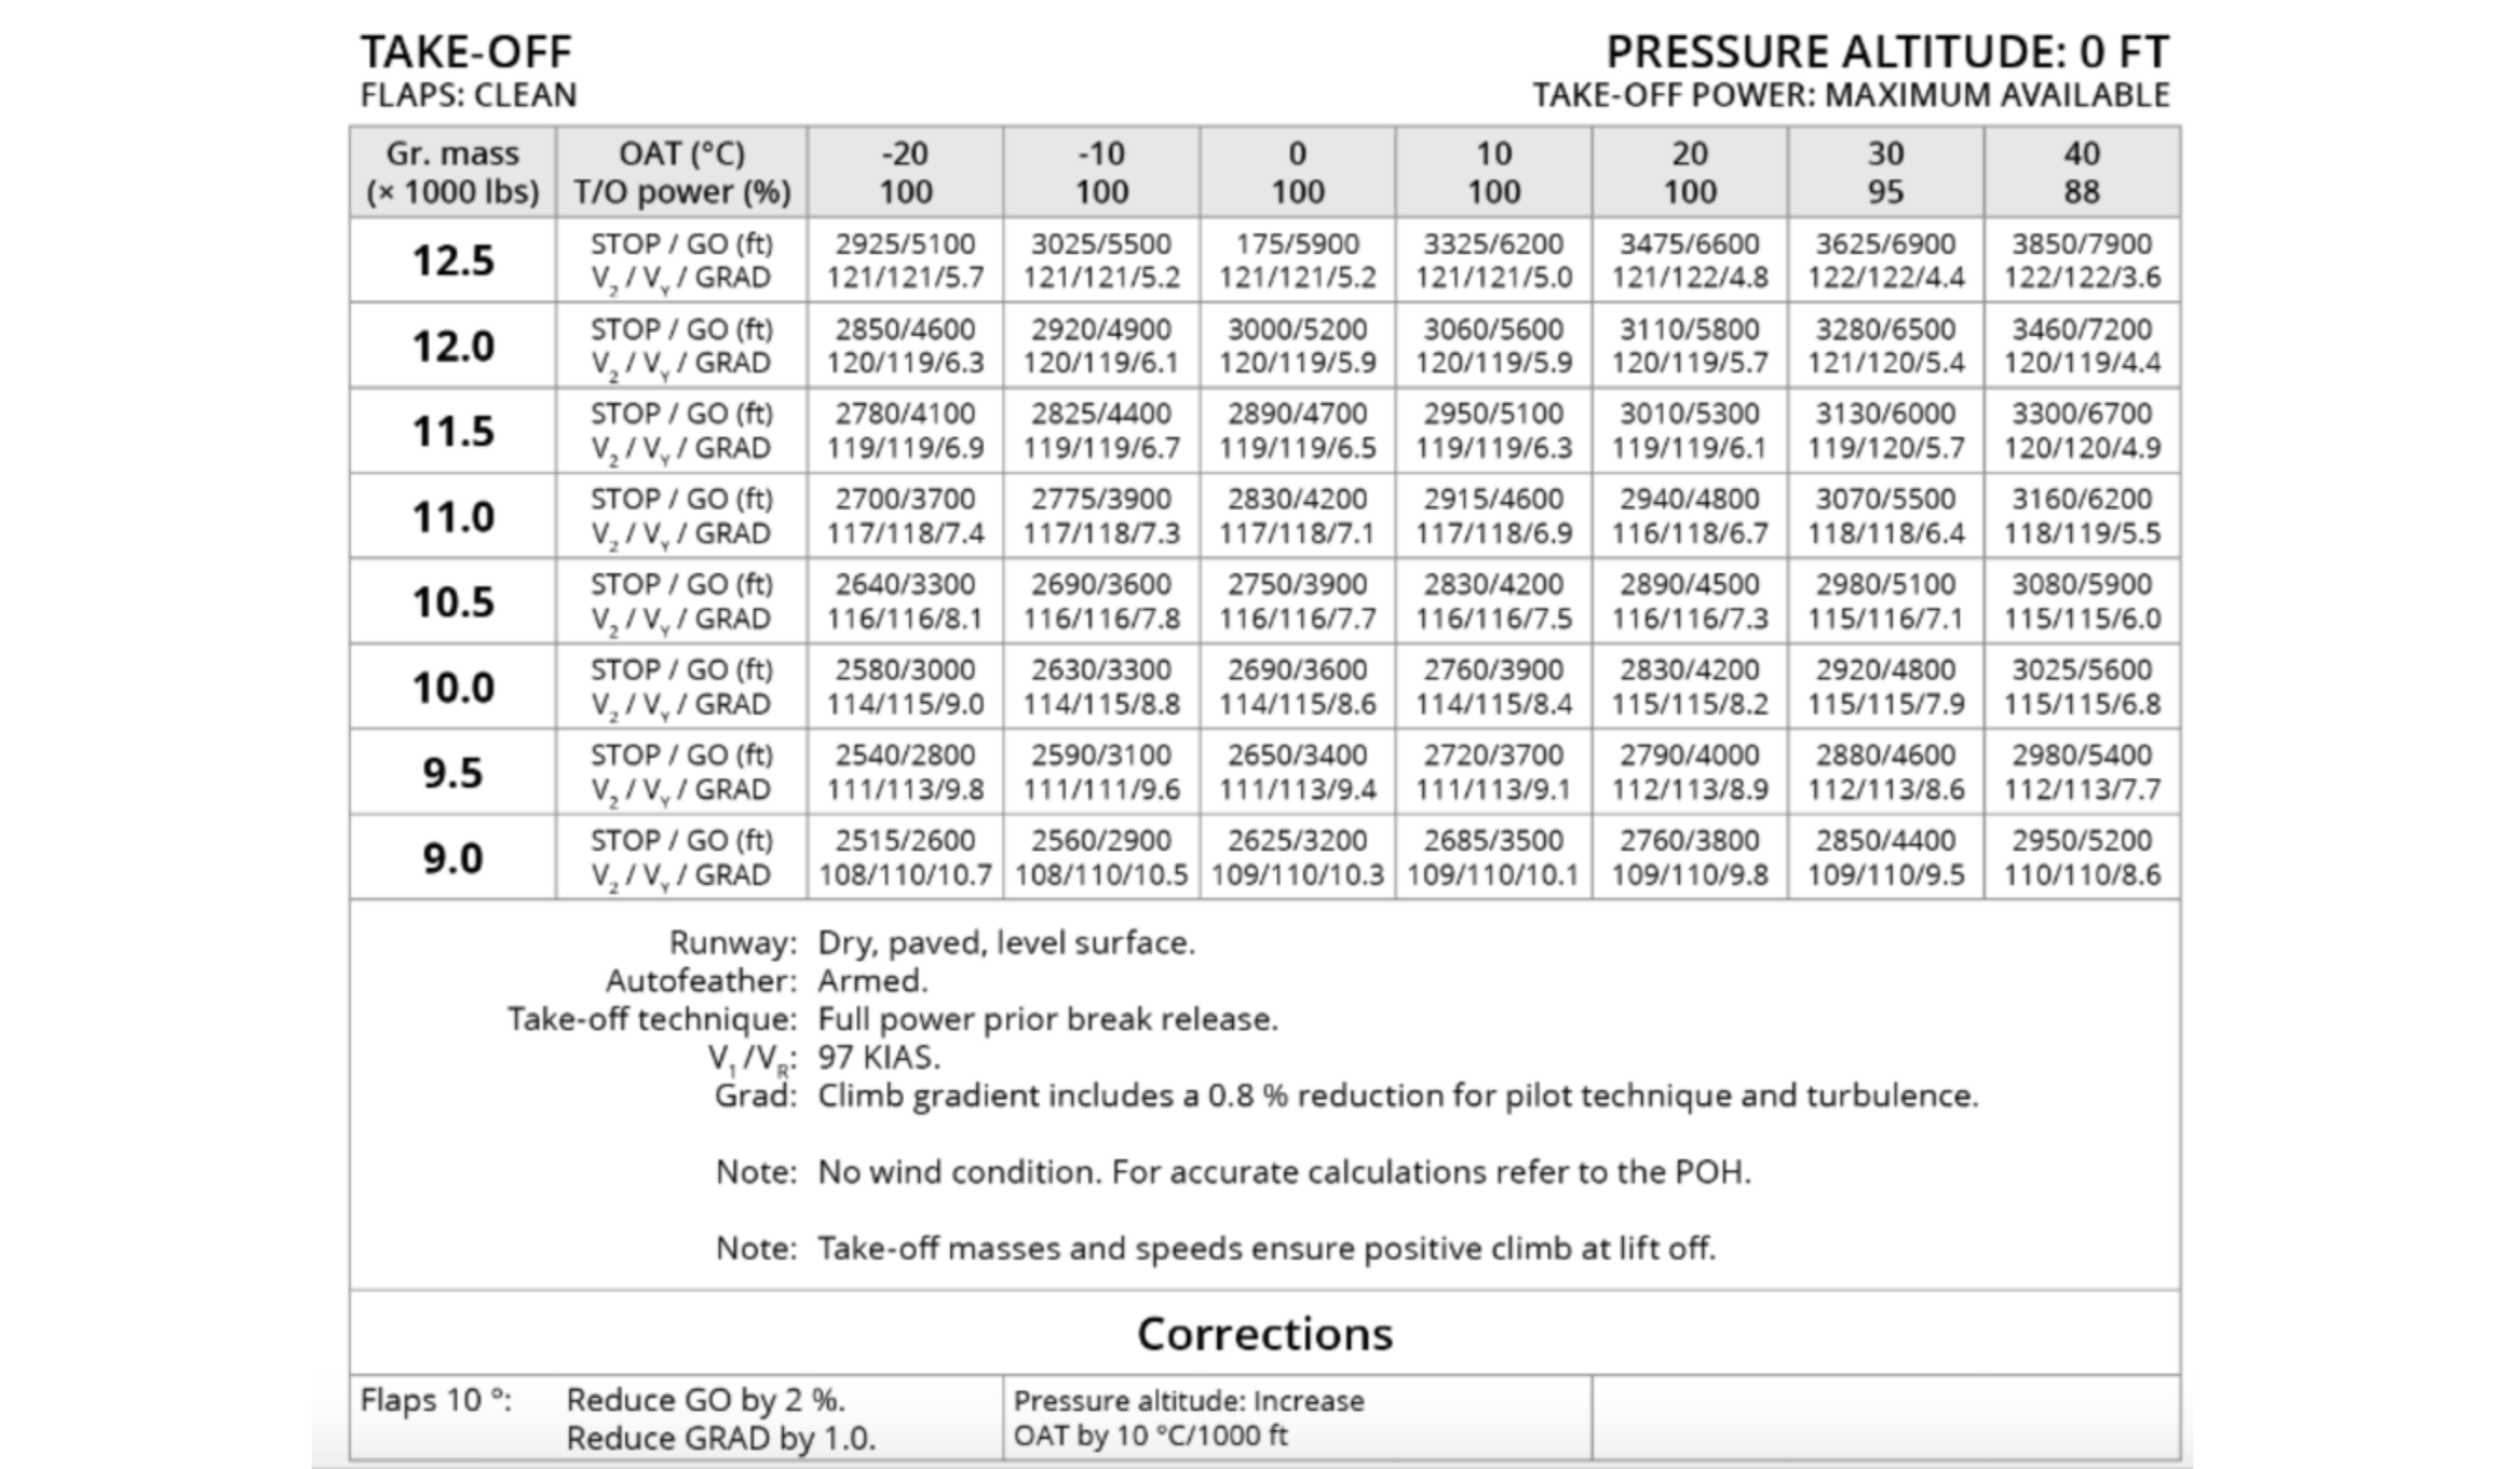 TAKE-OFF
FLAPS: CLEAN
PRESSURE ALTITUDE: 0 FT
TAKE-OFF POWER: MAXIMUM AVAILABLE
Gr. mass OAT (°C) -20 -10 0 10 20 30 40
(× 1000 lbs) T/O power (%) 100 100 100 100 100 95 88
12.5
STOP / GO (ft) 2925/5100 3025/5500 175/5900 3325/6200 3475/6600 3625/6900 3850/7900
V2 / VY / GRAD 121/121/5.7 121/121/5.2 121/121/5.2 121/121/5.0 121/122/4.8 122/122/4.4 122/122/3.6
12.0
STOP / GO (ft) 2850/4600 2920/4900 3000/5200 3060/5600 3110/5800 3280/6500 3460/7200
V2 / VY / GRAD 120/119/6.3 120/119/6.1 120/119/5.9 120/119/5.9 120/119/5.7 121/120/5.4 120/119/4.4
11.5
STOP / GO (ft) 2780/4100 2825/4400 2890/4700 2950/5100 3010/5300 3130/6000 3300/6700
V2 / VY / GRAD 119/119/6.9 119/119/6.7 119/119/6.5 119/119/6.3 119/119/6.1 119/120/5.7 120/120/4.9
11.0
STOP / GO (ft) 2700/3700 2775/3900 2830/4200 2915/4600 2940/4800 3070/5500 3160/6200
V2 / VY / GRAD 117/118/7.4 117/118/7.3 117/118/7.1 117/118/6.9 116/118/6.7 118/118/6.4 118/119/5.5
10.5
STOP / GO (ft) 2640/3300 2690/3600 2750/3900 2830/4200 2890/4500 2980/5100 3080/5900
V2 / VY / GRAD 116/116/8.1 116/116/7.8 116/116/7.7 116/116/7.5 116/116/7.3 115/116/7.1 115/115/6.0
10.0
STOP / GO (ft) 2580/3000 2630/3300 2690/3600 2760/3900 2830/4200 2920/4800 3025/5600
V2 / VY / GRAD 114/115/9.0 114/115/8.8 114/115/8.6 114/115/8.4 115/115/8.2 115/115/7.9 115/115/6.8
9.5
STOP / GO (ft) 2540/2800 2590/3100 2650/3400 2720/3700 2790/4000 2880/4600 2980/5400
V2 / VY / GRAD 111/113/9.8 111/111/9.6 111/113/9.4 111/113/9.1 112/113/8.9 112/113/8.6 112/113/7.7
9.0
STOP / GO (ft) 2515/2600 2560/2900 2625/3200 2685/3500 2760/3800 2850/4400 2950/5200
V2 / VY / GRAD 108/110/10.7 108/110/10.5 109/110/10.3 109/110/10.1 109/110/9.8 109/110/9.5 110/110/8.6
Runway: Dry, paved, level surface.
Autofeather: Armed.
Take-off technique: Full power prior break release.
V1 /VR: 97 KIAS.
Grad: Climb gradient includes a 0.8 % reduction for pilot technique and turbulence.
Note: No wind condition. For accurate calculations refer to the POH.
Note: Take-off masses and speeds ensure positive climb at lift off.
Corrections
Flaps 10 °: Reduce GO by 2 %.
Reduce GRAD by 1.0.
Pressure altitude: Increase
OAT by 10 °C/1000 ft